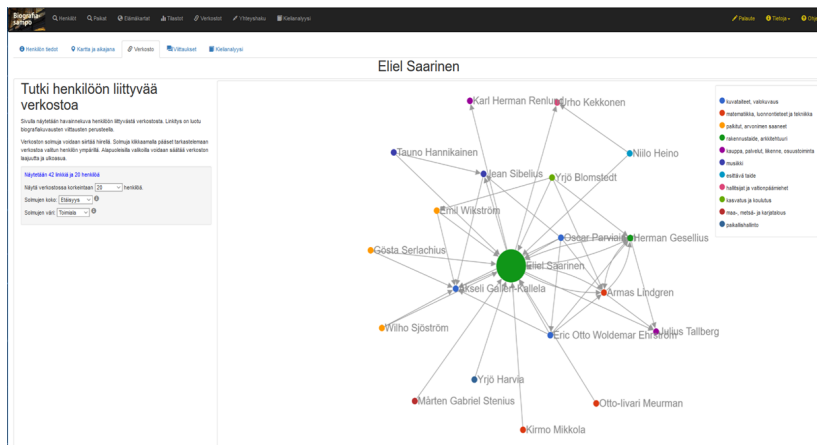 Biografia-
sampo
Henkilöt
Paikat
Elämäkerrat
Tilastot
Verkostot
Yhteyshaku
Kielianalyysi
Palaute
Tietoja
Ohje
Henkilön tiedot
Kartta ja aikajana
Verkosto
Viittaukset
Kielianalyysi
Eliel Saarinen
Tutki henkilöön liittyvää
verkostoa
Sivulla näytetään havainnekuva henkilön liittyvästä verkostosta. Linkitys on luotu
biografiakuvausten viittausten perusteella.
Verkoston solmuja voidaan siirtää hiirellä. Solmuja klikkaamalla pääset tarkastelemaan
verkostoa valitun henkilön ympärillä. Alapuolelisilla valikoilla voidaan säätää verkoston
laajuutta ja ulkoasua.
Näytetään 42 linkkiä ja 20 henkilöä
Näytä verkostossa korkeintaan 20 henkilöä.
Solmujen koko: Etäisyys
Solmujen väri: Toimiala
Karl Herman Renlund
Urho Kekkonen
Tauno Hannikainen
Niilo Heino
Jean Sibelius
Yrjö Blomstedt
Emil Wikström
Oscar Parviainen
Herman Gesellius
Gösta Serlachius
Eliel Saarinen
Akseli Gallen-Kallela
Armas Lindgren
Wilho Sjöström
Eric Otto Woldemar Ehrström
Julius Tallberg
Yrjö Harvia
Mårten Gabriel Stenius
Otto-Iivari Meurman
Kirmo Mikkola
kuvataiteet, valokuvaus
matematiikka, luonnontieteet ja tekniikka
palkitut, arvonimen saaneet
rakennustaide, arkkitehtuuri
kauppa, palvelut, liikenne, osuustoiminta
musiikki
esittävä taide
hallitsijat ja valtionpäämiehet
kasvatus ja koulutus
maa-, metsä- ja karjatalous
paikallishallinto